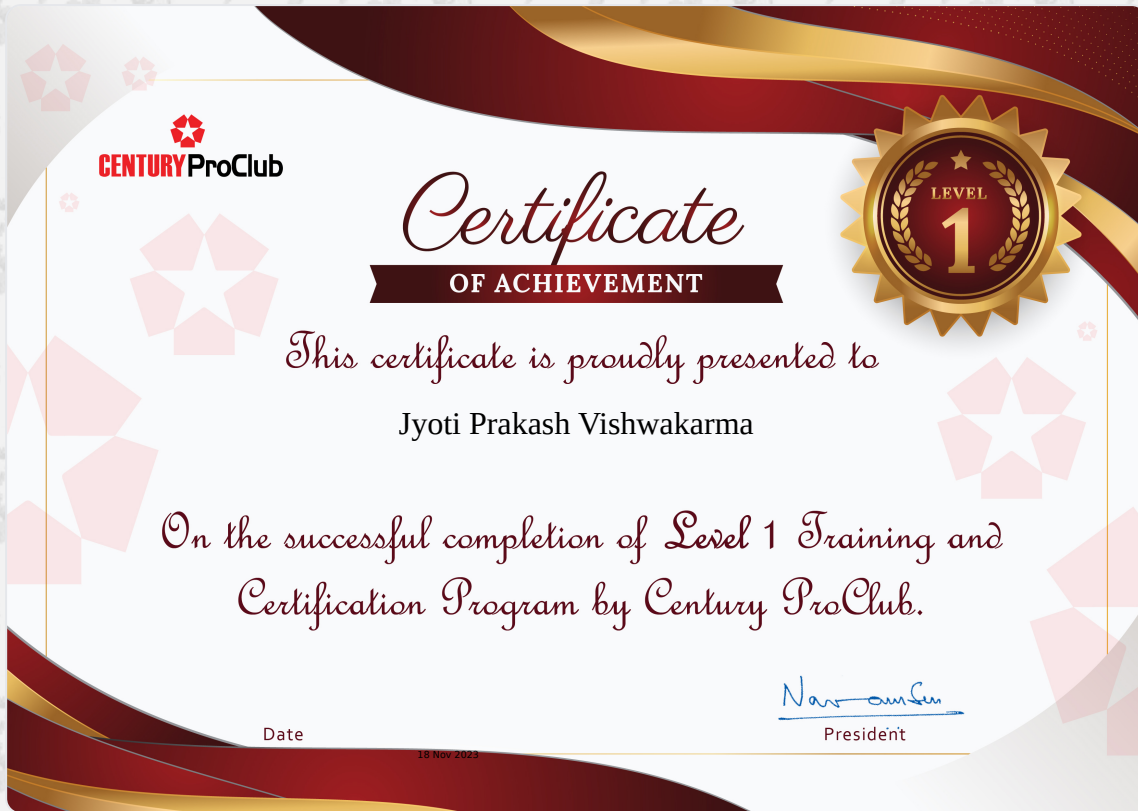 CENTURY ProClub
LEVEL
1
Certificate
OF ACHIEVEMENT
This certificate is proudly presented to
Jyoti Prakash Vishwakarma
On the successful completion of Level 1 Training and
Certification Program by Century ProClub.
Date
18 Nov 2023
President